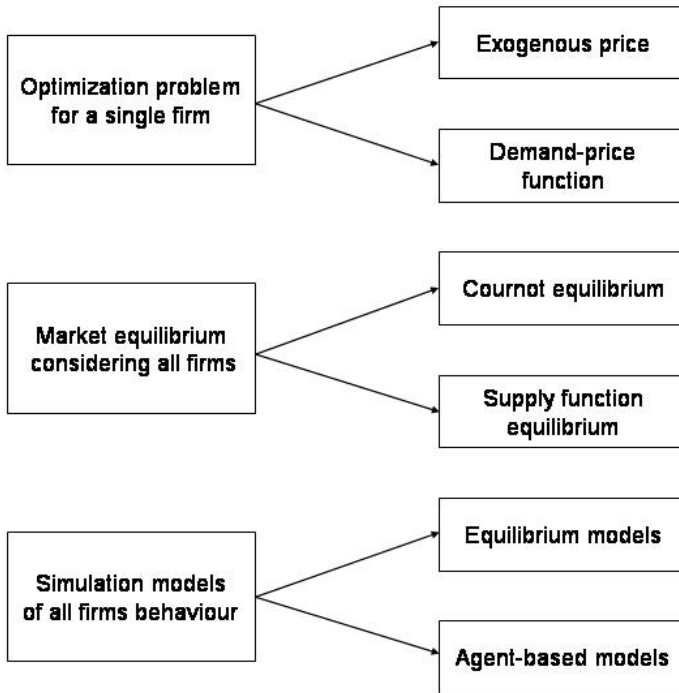 Optimization problem
for a single firm
Exogenous price
Demand-price
function
Market equilibrium
considering all firms
Cournot equilibrium
Supply function
equilibrium
Simulation models
of all firms behaviour
Equilibrium models
Agent-based models